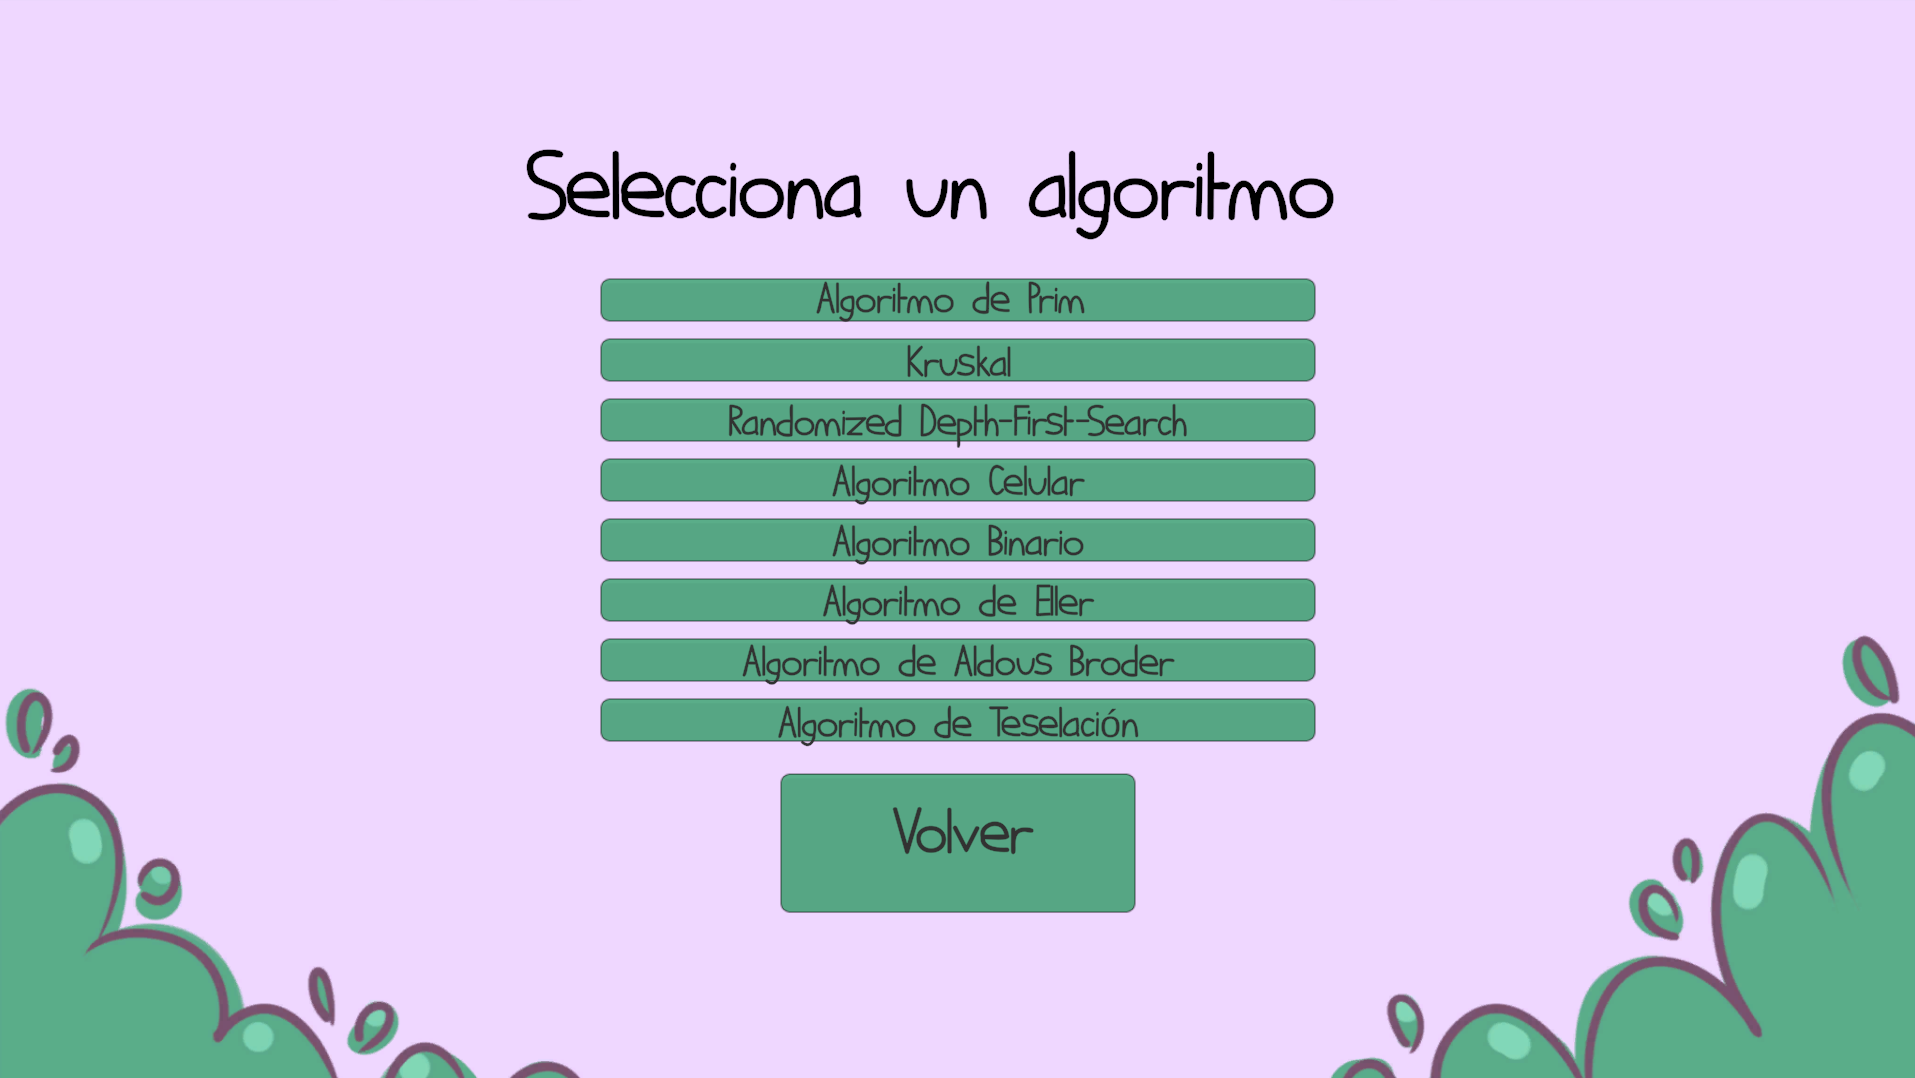 Selecciona un algoritmo
Algoritmo de Prim
Kruskal
Randomized Depth-First-Search
Algoritmo Celular
Algoritmo Binario
Algoritmo de Eller
Algoritmo de Aldous Broder
Algoritmo de Teselación
Volver